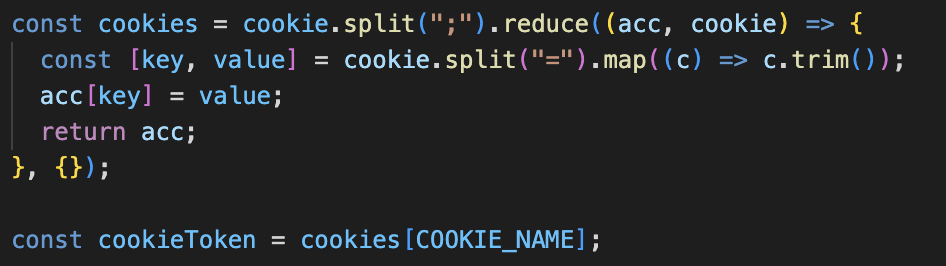 const cookies = cookie.split(";").reduce((acc, cookie) => {
  const [key, value] = cookie.split("=").map((c) => c.trim());
  acc[key] = value;
  return acc;
}, {});

const cookieToken = cookies[COOKIE_NAME];